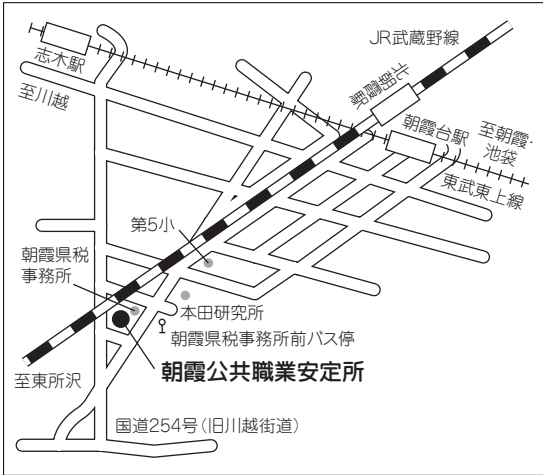 JR武蔵野線
志木駅
北朝霞駅
至川越
朝霞台駅
至朝霞・
池袋
東武東上線
第5小
朝霞県税
事務所
本田研究所
朝霞県税事務所前バス停
朝霞公共職業安定所
至東所沢
国道254号(旧川越街道)